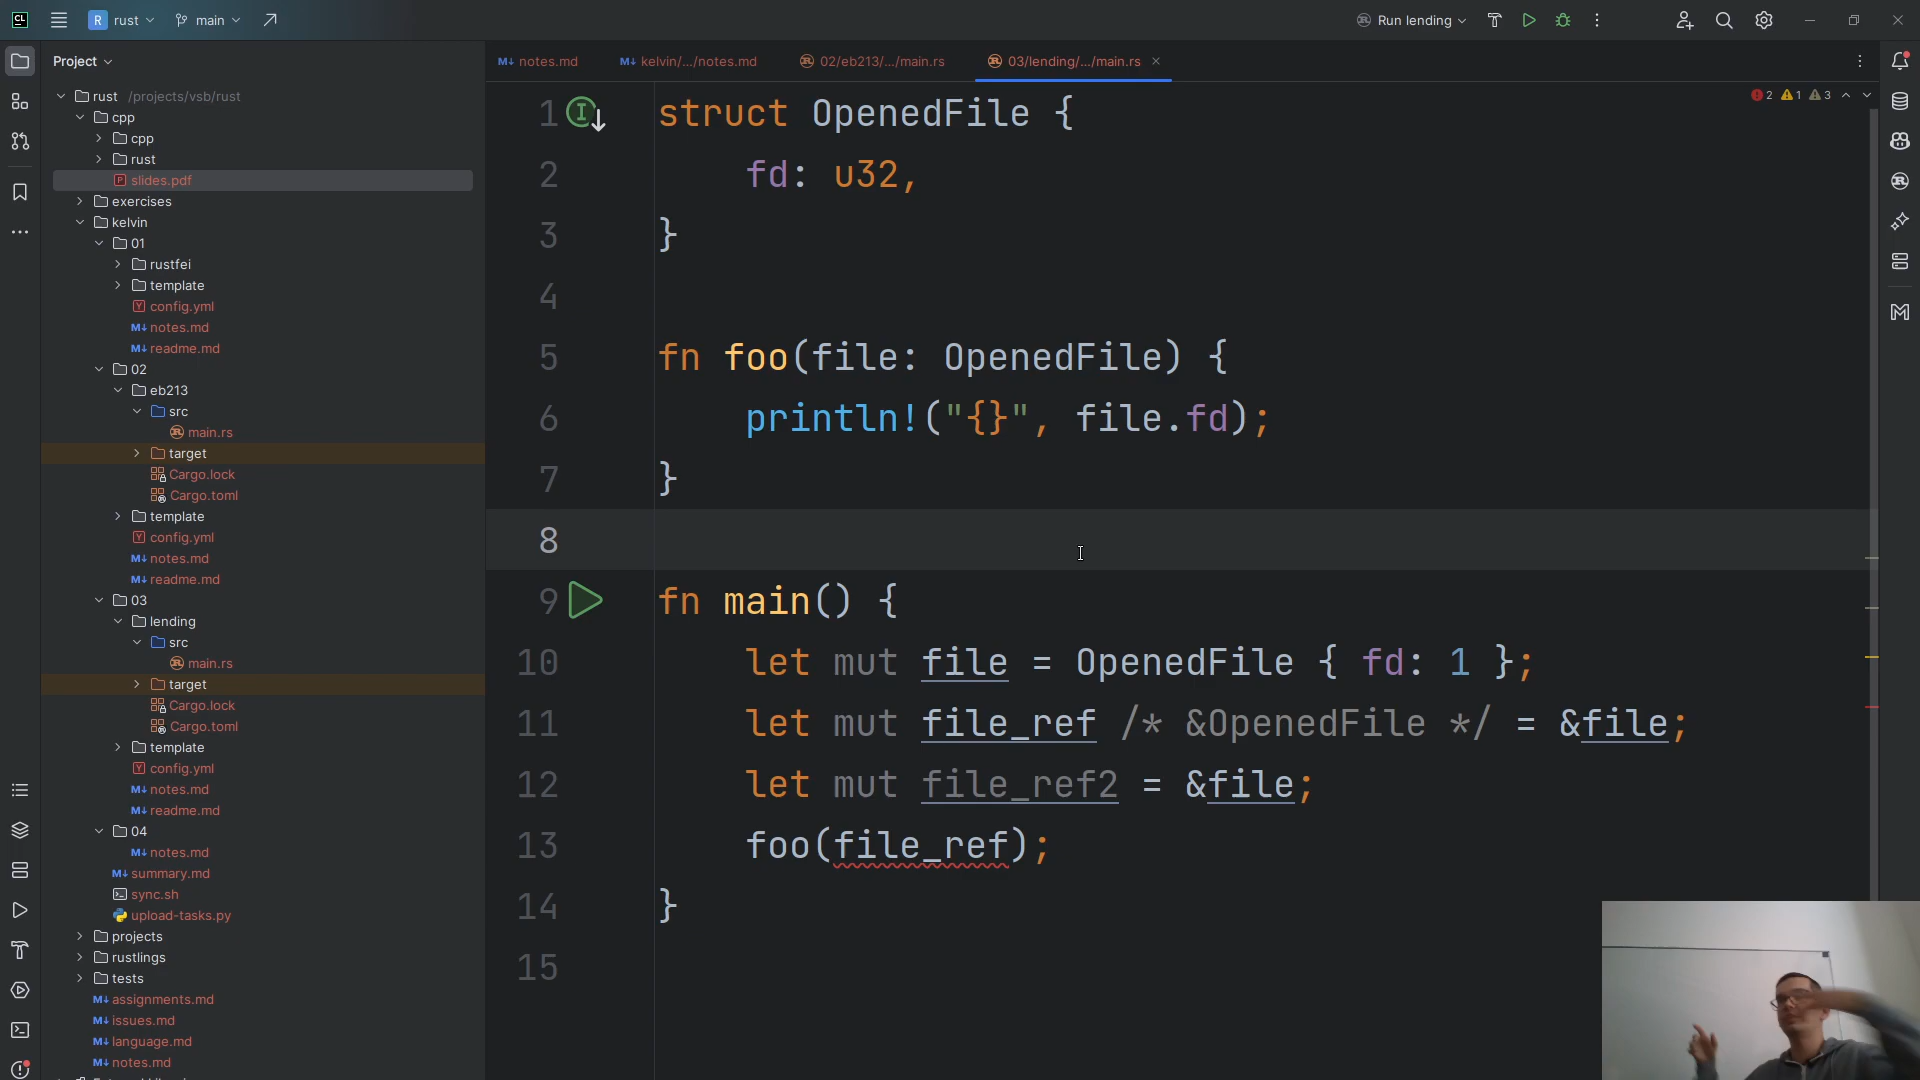 CL
R rust
main
Run lending
Project
rust /projects/vsb/rust
cpp
cpp
rust
slides.pdf
exercises
kelvin
01
rustfei
template
config.yml
notes.md
readme.md
02
eb213
src
main.rs
target
Cargo.lock
Cargo.toml
template
config.yml
notes.md
readme.md
03
lending
src
main.rs
target
Cargo.lock
Cargo.toml
template
config.yml
notes.md
readme.md
04
notes.md
summary.md
sync.sh
upload-tasks.py
projects
rustlings
tests
assignments.md
issues.md
language.md
notes.md
notes.md
kelvin/.../notes.md
02/eb213/.../main.rs
03/lending/.../main.rs
2 1 3
1 struct OpenedFile {
2 fd: u32,
3 }
4
5 fn foo(file: OpenedFile) {
6 println!("{}", file.fd);
7 }
8
9 fn main() {
10 let mut file = OpenedFile { fd: 1 };
11 let mut file_ref /* &OpenedFile */ = &file;
12 let mut file_ref2 = &file;
13 foo(file_ref);
14 }
15